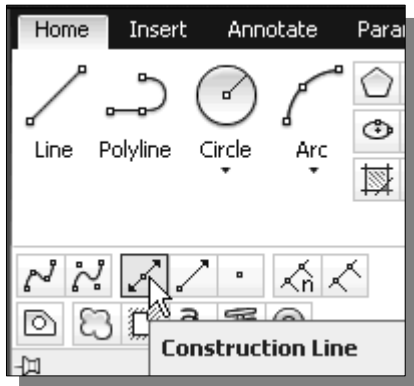 Home Insert Annotate
Line Polyline Circle Arc
n
Construction Line